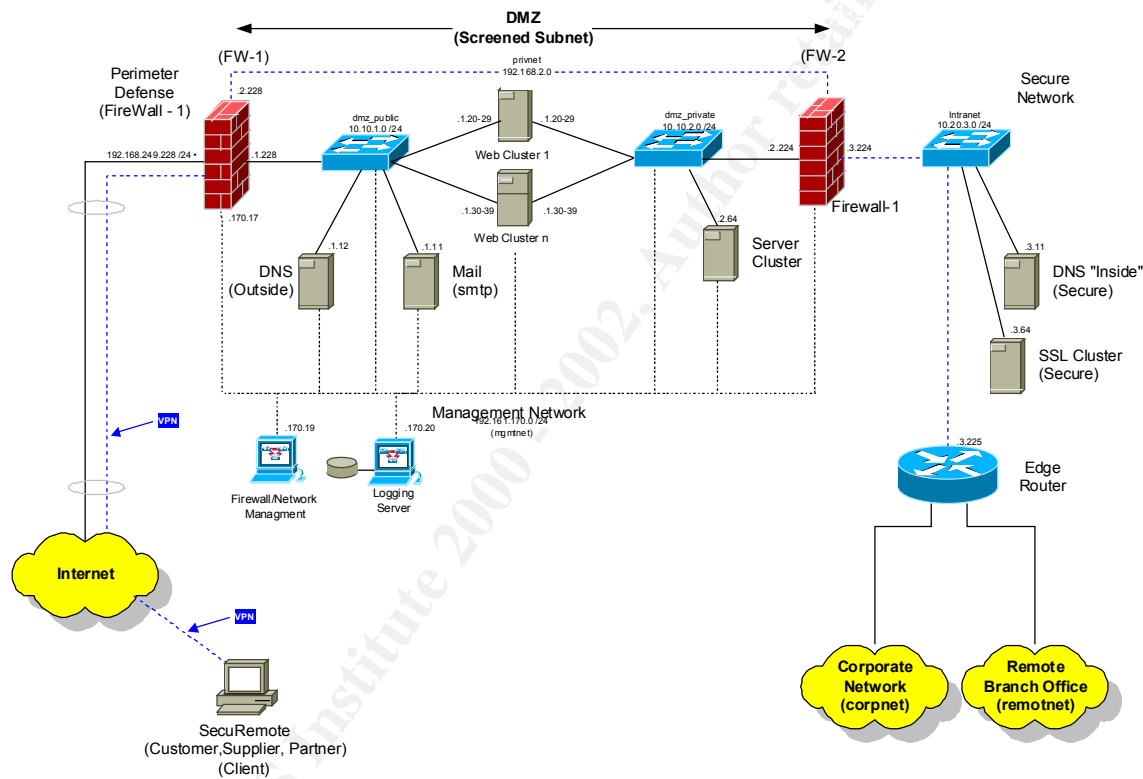 DMZ
(Screened Subnet)
(FW-1)
(FW-2)
privnet
192.168.2.0
Perimeter
Defense
(FireWall - 1)
Secure
Network
.2.228
dmz_public
10.10.1.0 /24
.1.20-29
.1.20-29
dmz_private
10.10.2.0 /24
Intranet
10.20.3.0 /24
192.168.249.228 /24 *
.1.228
Web Cluster 1
.2.224
.3.224
.170.17
.1.30-39
.1.30-39
Web Cluster n
Firewall-1
.1.12
.1.11
.2.64
DNS
(Outside)
Mail
(smtp)
Server
Cluster
.3.11
DNS "Inside"
(Secure)
.3.64
SSL Cluster
(Secure)
Management Network
192.161.170.0 /24
(mgmtnet)
VPN
.170.19
.170.20
Firewall/Network
Managment
Logging
Server
.3.225
Edge
Router
Internet
VPN
SecuRemote
(Customer,Supplier, Partner)
(Client)
Corporate
Network
(corpnet)
Remote
Branch Office
(remotnet)
Institute 2000 - 2002. Author retain